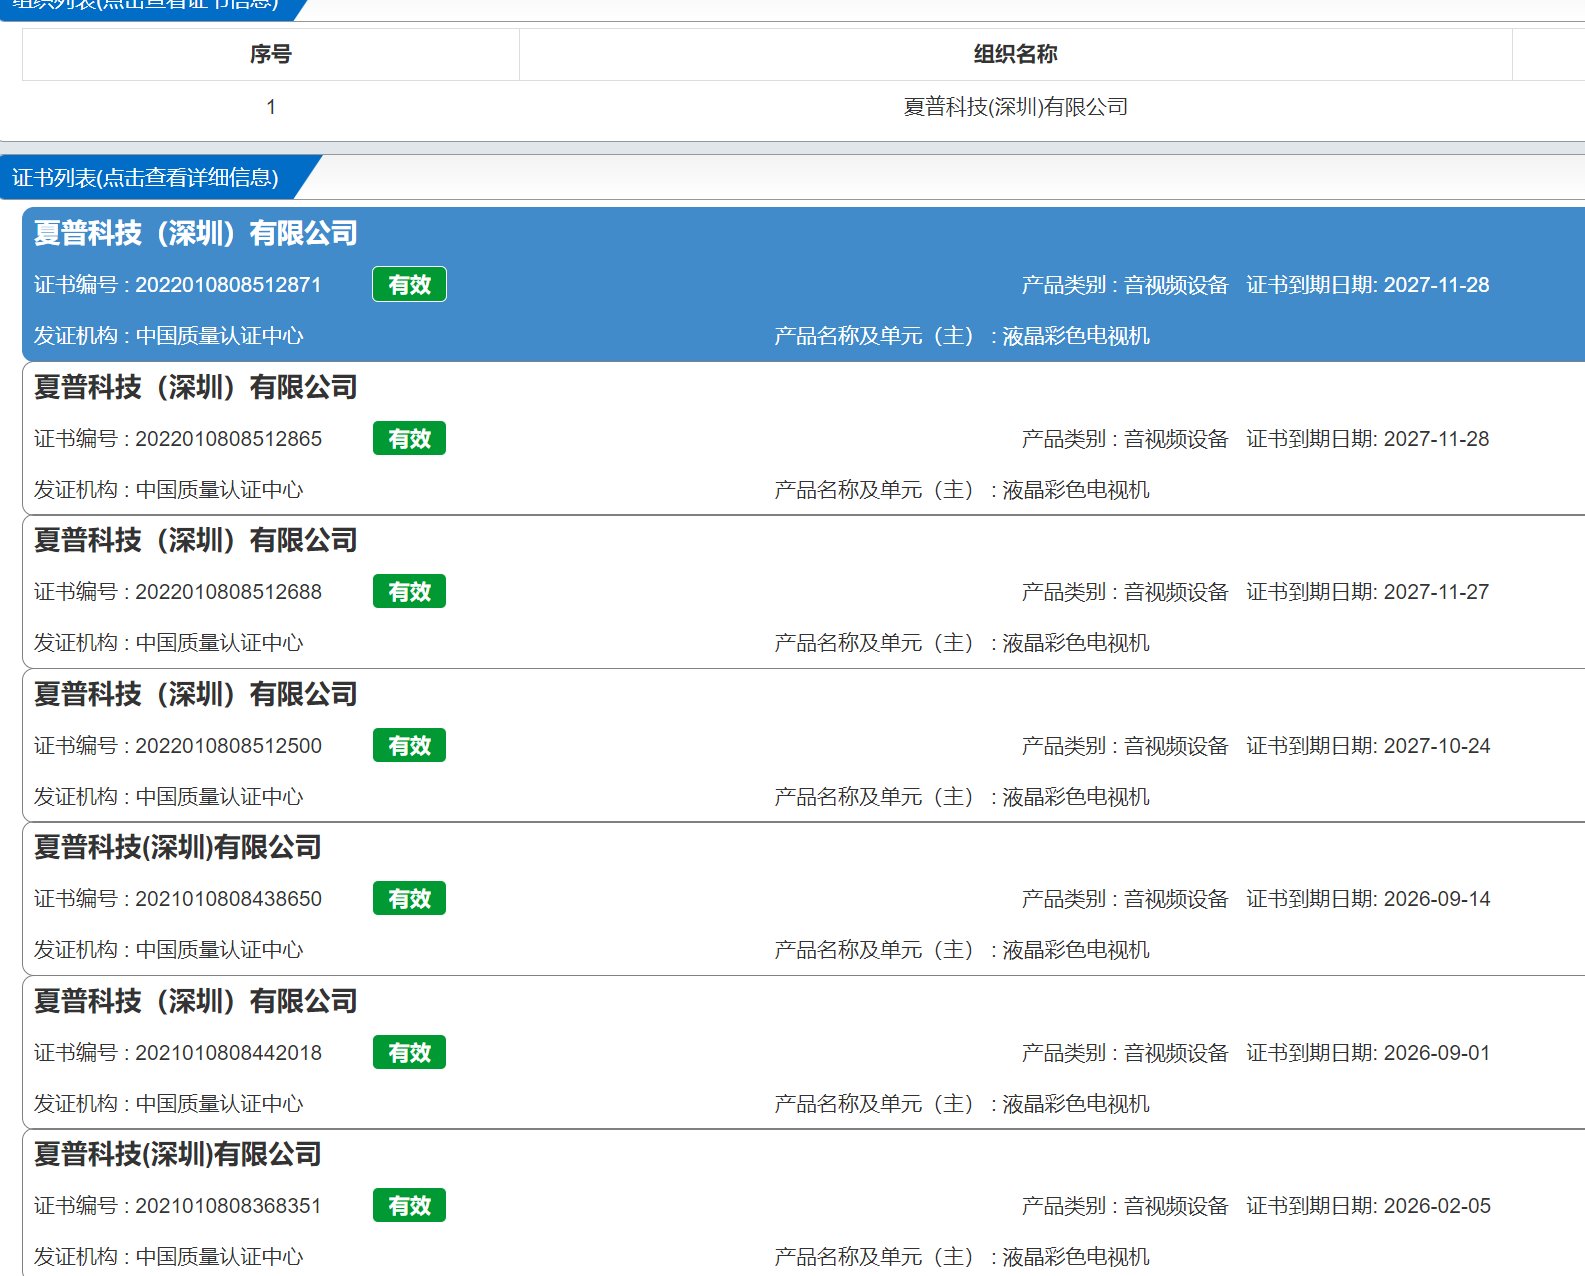 组织列表(点击查看证书信息)
序号 组织名称
1 夏普科技(深圳)有限公司
证书列表(点击查看详细信息)
夏普科技（深圳）有限公司
证书编号 : 2022010808512871 有效 产品类别 : 音视频设备 证书到期日期: 2027-11-28
发证机构 : 中国质量认证中心 产品名称及单元（主） : 液晶彩色电视机
夏普科技（深圳）有限公司
证书编号 : 2022010808512865 有效 产品类别 : 音视频设备 证书到期日期: 2027-11-28
发证机构 : 中国质量认证中心 产品名称及单元（主） : 液晶彩色电视机
夏普科技（深圳）有限公司
证书编号 : 2022010808512688 有效 产品类别 : 音视频设备 证书到期日期: 2027-11-27
发证机构 : 中国质量认证中心 产品名称及单元（主） : 液晶彩色电视机
夏普科技（深圳）有限公司
证书编号 : 2022010808512500 有效 产品类别 : 音视频设备 证书到期日期: 2027-10-24
发证机构 : 中国质量认证中心 产品名称及单元（主） : 液晶彩色电视机
夏普科技(深圳)有限公司
证书编号 : 2021010808438650 有效 产品类别 : 音视频设备 证书到期日期: 2026-09-14
发证机构 : 中国质量认证中心 产品名称及单元（主） : 液晶彩色电视机
夏普科技（深圳）有限公司
证书编号 : 2021010808442018 有效 产品类别 : 音视频设备 证书到期日期: 2026-09-01
发证机构 : 中国质量认证中心 产品名称及单元（主） : 液晶彩色电视机
夏普科技(深圳)有限公司
证书编号 : 2021010808368351 有效 产品类别 : 音视频设备 证书到期日期: 2026-02-05
发证机构 : 中国质量认证中心 产品名称及单元（主） : 液晶彩色电视机